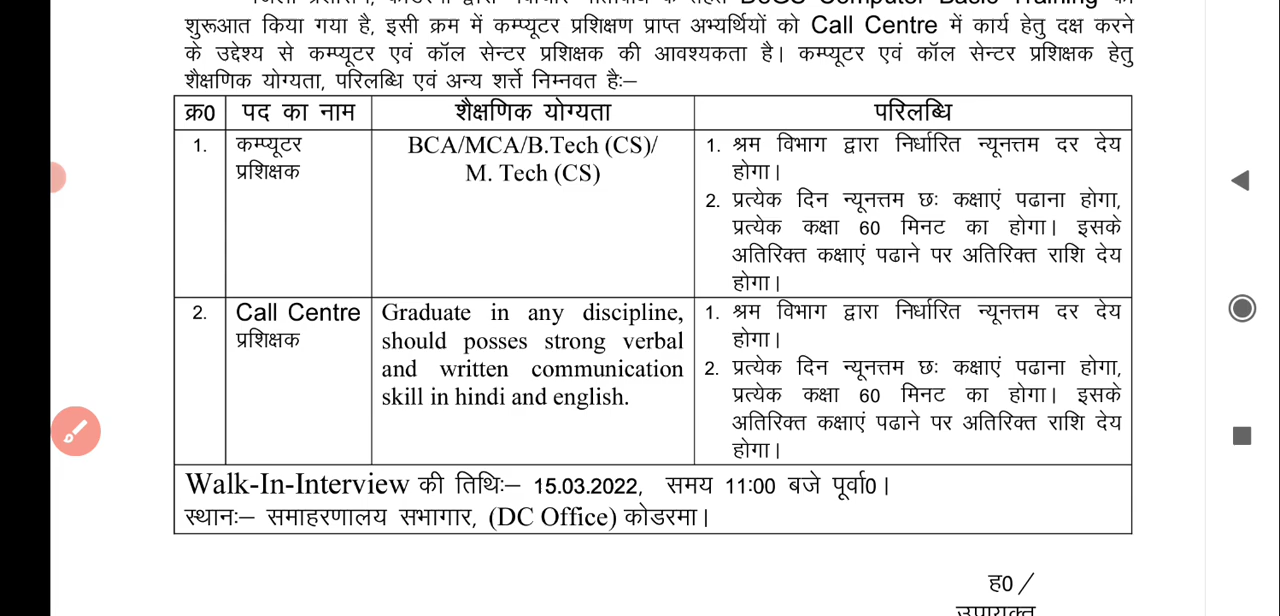 शुरूआत किया गया है, इसी क्रम में कम्प्यूटर प्रशिक्षण प्राप्त अभ्यर्थियों को Call Centre में कार्य हेतु दक्ष करने
के उद्देश्य से कम्प्यूटर एवं कॉल सेन्टर प्रशिक्षक की आवश्यकता है। कम्प्यूटर एवं कॉल सेन्टर प्रशिक्षक हेतु
शैक्षणिक योग्यता, परिलब्धि एवं अन्य शर्त्ते निम्नवत हैः–
क्र0 पद का नाम शैक्षणिक योग्यता परिलब्धि
1. कम्प्यूटर
प्रशिक्षक
BCA/MCA/B.Tech (CS)/
M. Tech (CS)
1. श्रम विभाग द्वारा निर्धारित न्यूनत्तम दर देय
होगा।
2. प्रत्येक दिन न्यूनत्तम छः कक्षाएं पढाना होगा,
प्रत्येक कक्षा 60 मिनट का होगा। इसके
अतिरिक्त कक्षाएं पढाने पर अतिरिक्त राशि देय
होगा।
2. Call Centre
प्रशिक्षक
Graduate in any discipline,
should posses strong verbal
and written communication
skill in hindi and english.
1. श्रम विभाग द्वारा निर्धारित न्यूनत्तम दर देय
होगा।
2. प्रत्येक दिन न्यूनत्तम छः कक्षाएं पढाना होगा,
प्रत्येक कक्षा 60 मिनट का होगा। इसके
अतिरिक्त कक्षाएं पढाने पर अतिरिक्त राशि देय
होगा।
Walk-In-Interview की तिथिः– 15.03.2022, समय 11:00 बजे पूर्वा0।
स्थानः– समाहरणालय सभागार, (DC Office) कोडरमा।
ह0 /
उपायुक्त